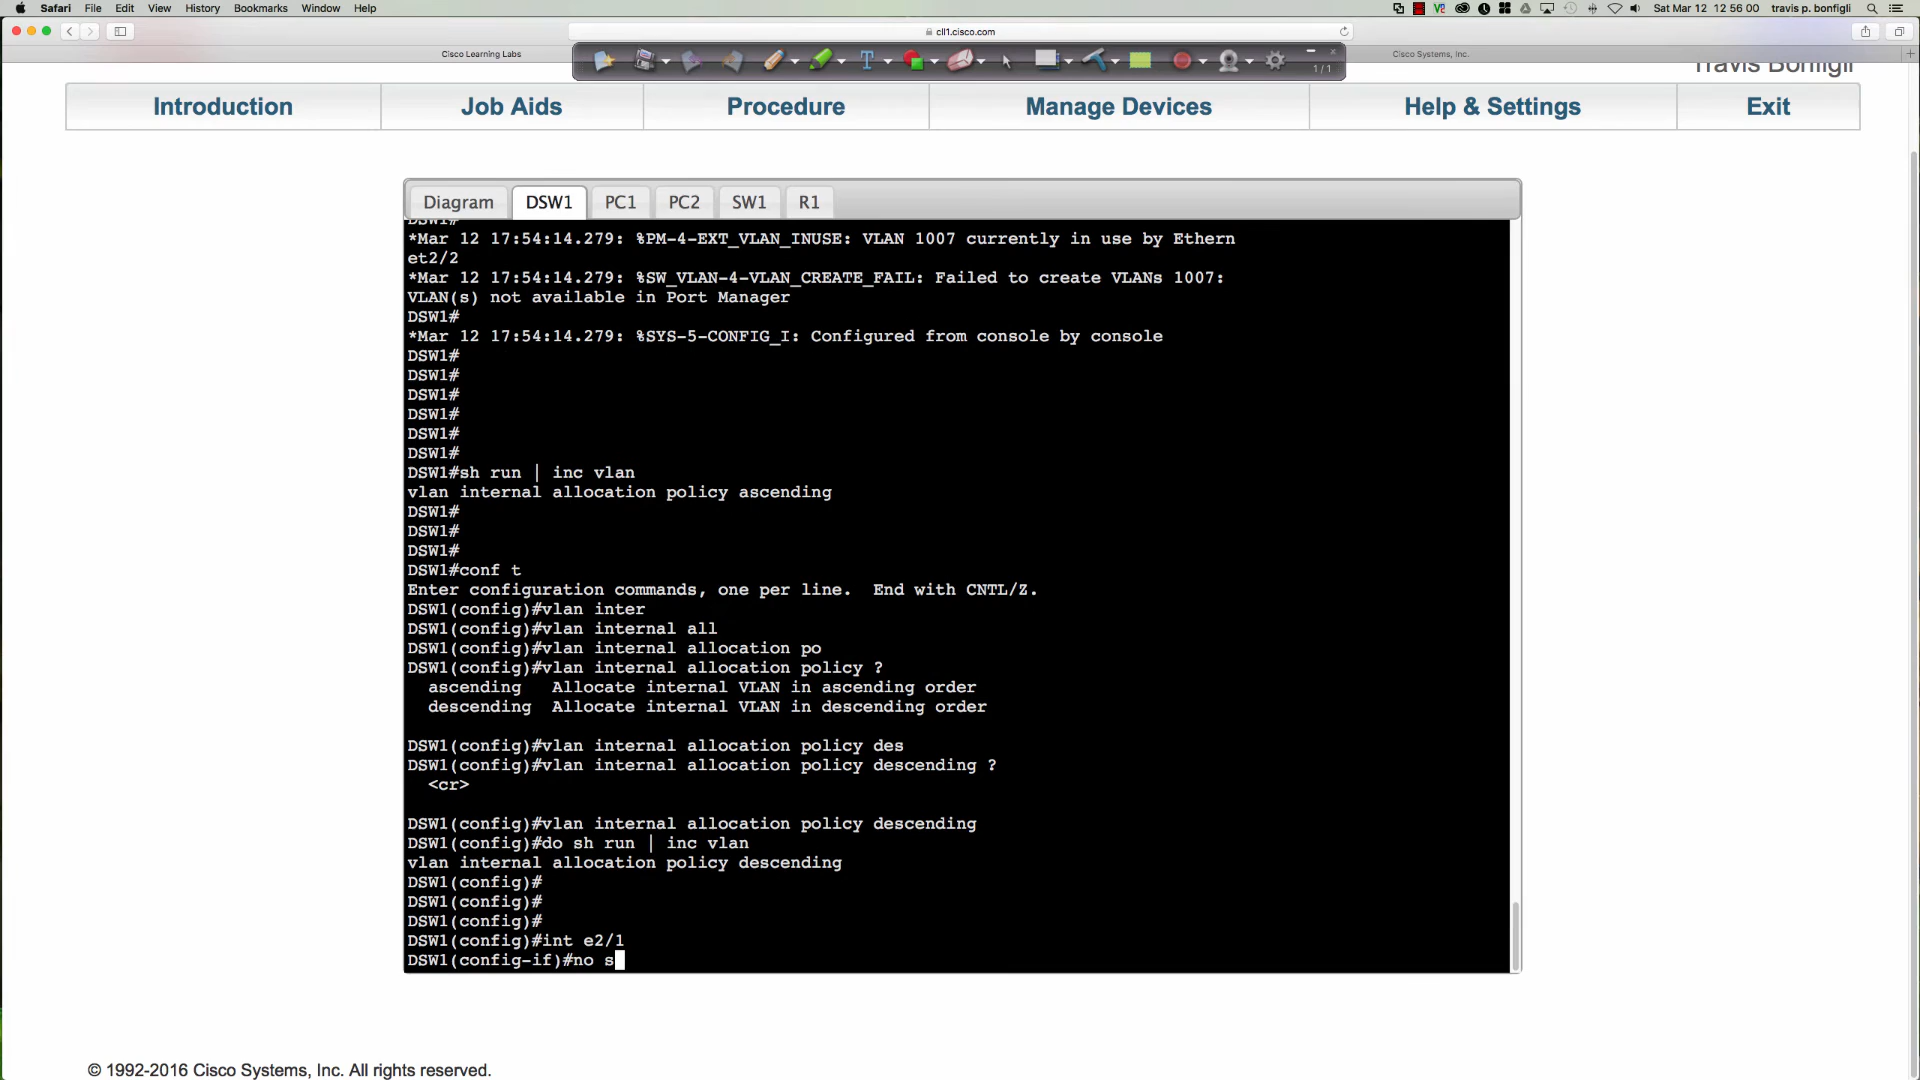 Safari File Edit View History Bookmarks Window Help Sat Mar 12 12 56 00 travis p. bonfigli
cll1.cisco.com
Cisco Learning Labs
Cisco Systems, Inc.
1/1
Travis Bonfigli
Introduction Job Aids Procedure Manage Devices Help & Settings Exit
Diagram DSW1 PC1 PC2 SW1 R1
DSW1#
*Mar 12 17:54:14.279: %PM-4-EXT_VLAN_INUSE: VLAN 1007 currently in use by Ethern
et2/2
*Mar 12 17:54:14.279: %SW_VLAN-4-VLAN_CREATE_FAIL: Failed to create VLANs 1007:
VLAN(s) not available in Port Manager
DSW1#
*Mar 12 17:54:14.279: %SYS-5-CONFIG_I: Configured from console by console
DSW1#
DSW1#
DSW1#
DSW1#
DSW1#
DSW1#
DSW1#sh run | inc vlan
vlan internal allocation policy ascending
DSW1#
DSW1#
DSW1#
DSW1#conf t
Enter configuration commands, one per line. End with CNTL/Z.
DSW1(config)#vlan inter
DSW1(config)#vlan internal all
DSW1(config)#vlan internal allocation po
DSW1(config)#vlan internal allocation policy ?
ascending Allocate internal VLAN in ascending order
descending Allocate internal VLAN in descending order
DSW1(config)#vlan internal allocation policy des
DSW1(config)#vlan internal allocation policy descending ?
<cr>
DSW1(config)#vlan internal allocation policy descending
DSW1(config)#do sh run | inc vlan
vlan internal allocation policy descending
DSW1(config)#
DSW1(config)#
DSW1(config)#
DSW1(config)#int e2/1
DSW1(config-if)#no s
© 1992-2016 Cisco Systems, Inc. All rights reserved.